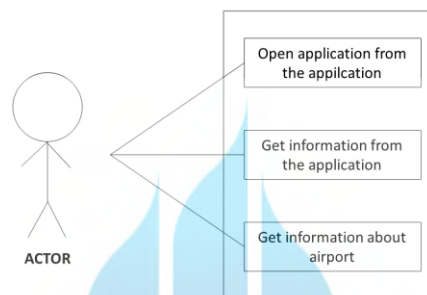 Open application from
the appilcation
Get information from
the application
Get information about
airport
ACTOR